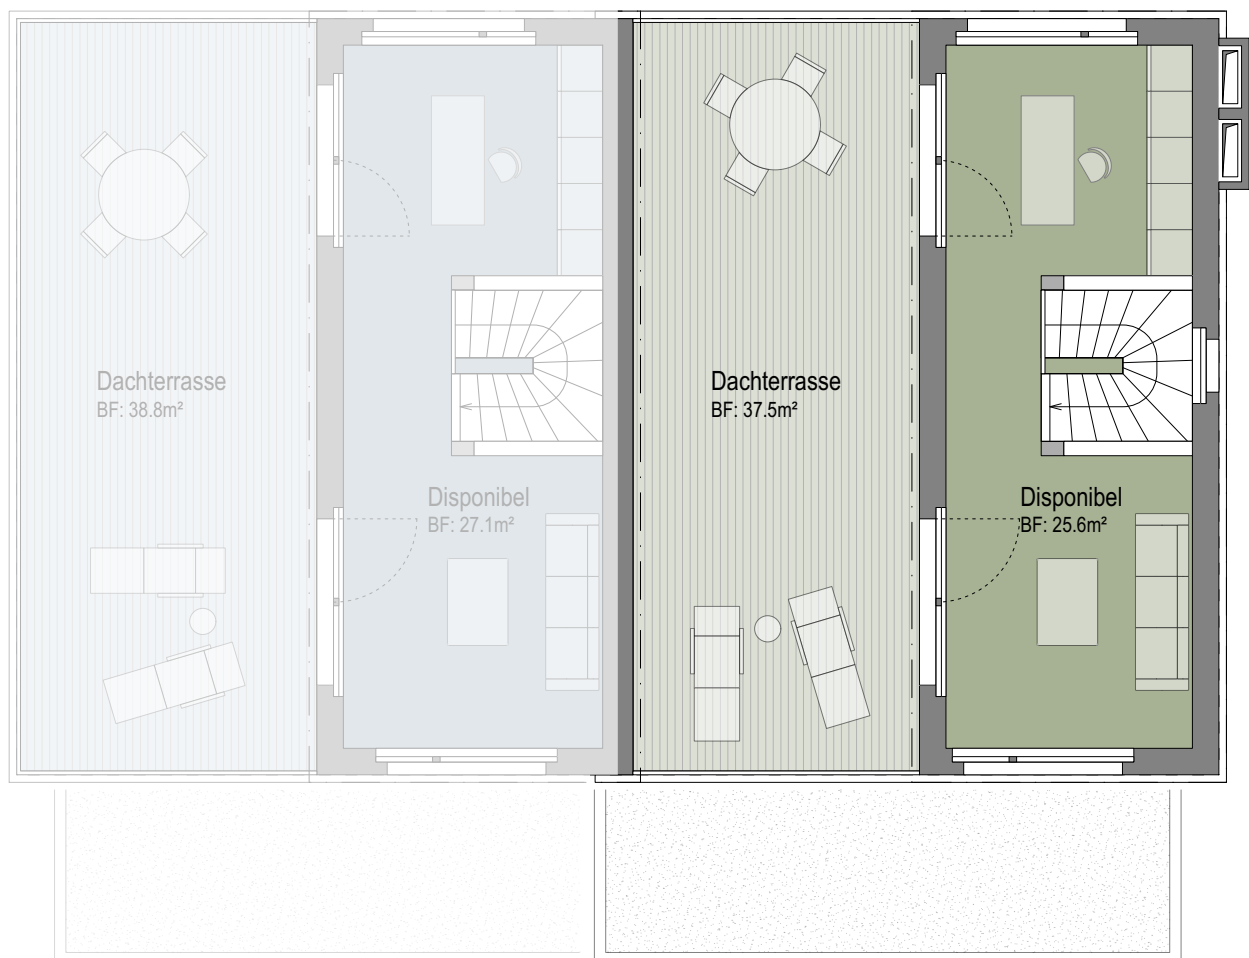 Dachterrasse
BF: 38.8m²
Dachterrasse
BF: 37.5m²
Disponibel
BF: 27.1m²
Disponibel
BF: 25.6m²